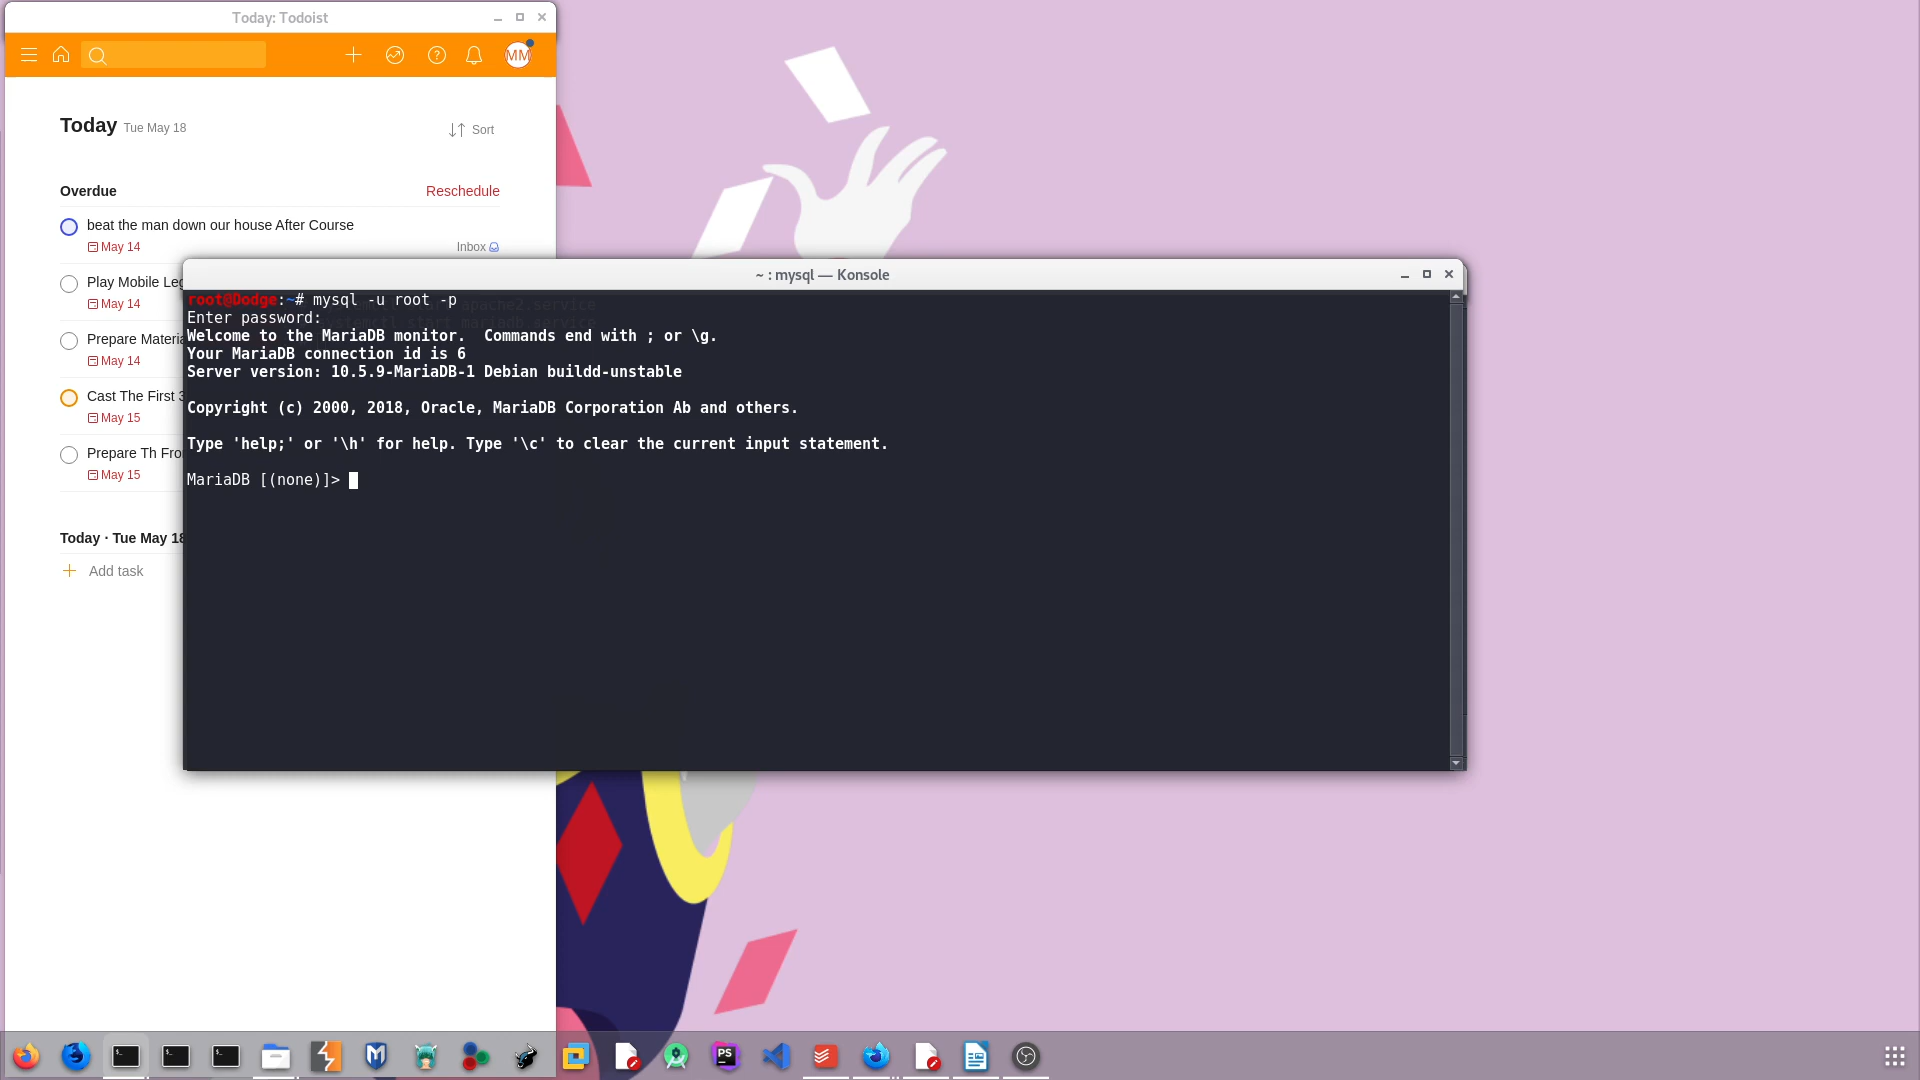 Today: Todoist
MM
Today Tue May 18
Sort
Overdue
Reschedule
beat the man down our house After Course
May 14
Inbox
Play Mobile Leg
May 14
Prepare Materia
May 14
Cast The First 3
May 15
Prepare Th Fro
May 15
Today · Tue May 18
Add task
~ : mysql — Konsole
root@Dodge:~# mysql -u root -p
Enter password:
Welcome to the MariaDB monitor.  Commands end with ; or \g.
Your MariaDB connection id is 6
Server version: 10.5.9-MariaDB-1 Debian buildd-unstable
Copyright (c) 2000, 2018, Oracle, MariaDB Corporation Ab and others.
Type 'help;' or '\h' for help. Type '\c' to clear the current input statement.
MariaDB [(none)]>
PS